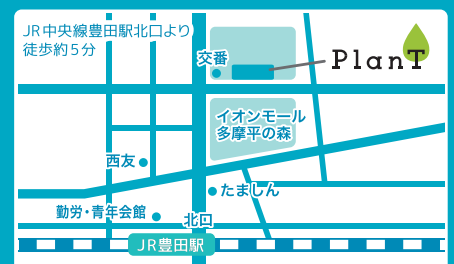 JR中央線豊田駅北口より
徒歩約5分
交番
PlanT
イオンモール
多摩平の森
西友
たましん
勤労・青年会館
北口
JR豊田駅